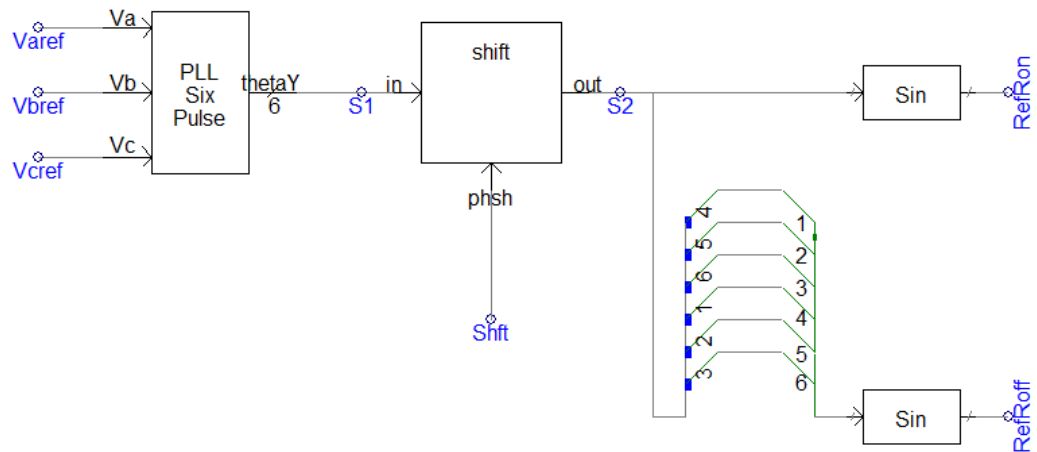 Va
Varef
Vb
Vbref
Vc
Vcref
PLL
Six
Pulse
thetaY
6
S1
in
shift
out
S2
phsh
Shft
Sin
RefRon
4
5
6
1
2
3
1
2
3
4
5
6
Sin
RefRoff